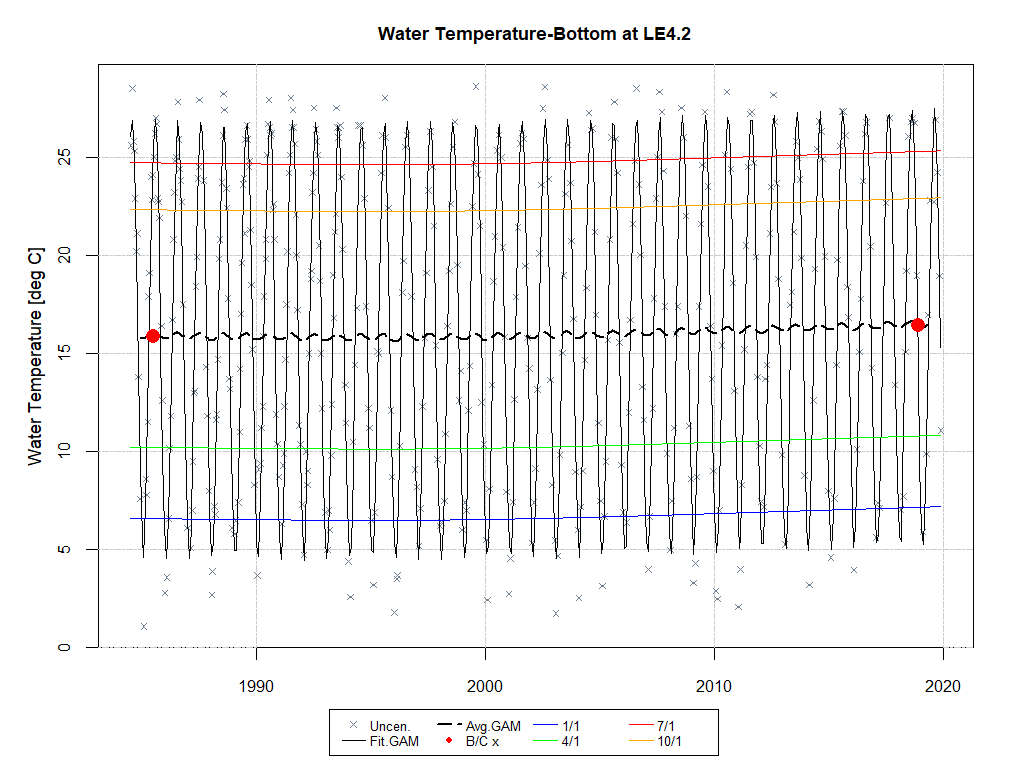 Water Temperature-Bottom at LE4.2
Water Temperature [deg C]
25
20
15
10
5
0
1990 2000 2010 2020
Uncen. Avg.GAM 1/1 7/1
Fit.GAM B/C x 4/1 10/1